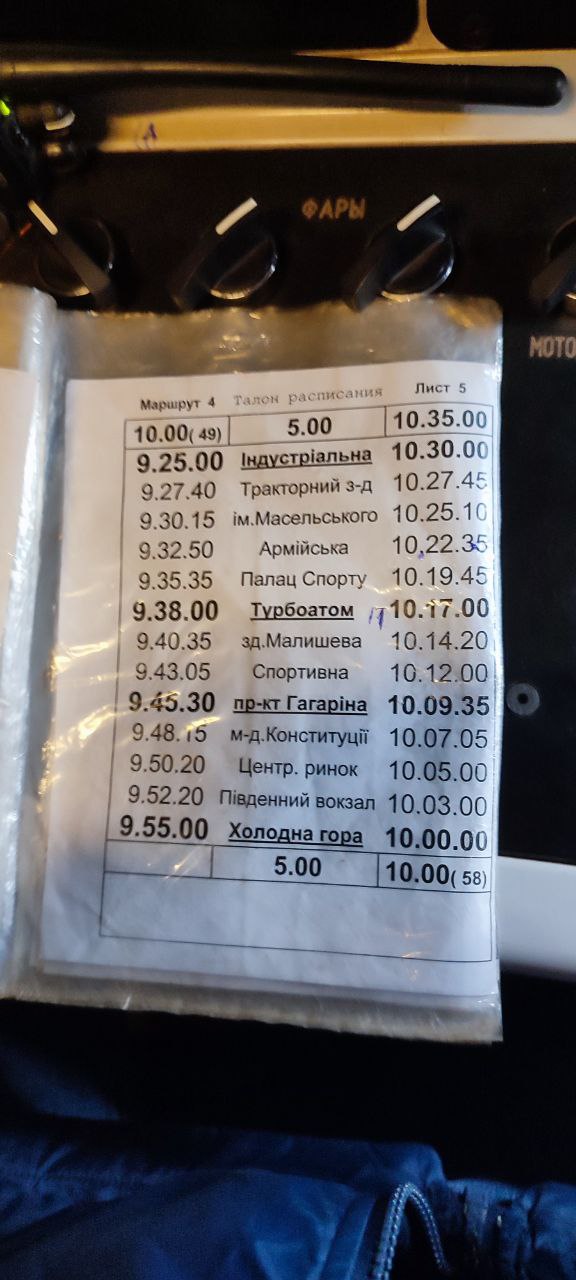 ФАРЫ
МОТО
Маршрут 4 Талон расписания Лист 5
10.00( 49) 5.00 10.35.00
9.25.00 Індустріальна 10.30.00
9.27.40 Тракторний з-д 10.27.45
9.30.15 ім.Масельського 10.25.10
9.32.50 Армійська 10.22.35
9.35.35 Палац Спорту 10.19.45
9.38.00 Турбоатом 17 10.17.00
9.40.35 зд.Малишева 10.14.20
9.43.05 Спортивна 10.12.00
9.45.30 пр-кт Гагаріна 10.09.35
9.48.15 м-д.Конституції 10.07.05
9.50.20 Центр. ринок 10.05.00
9.52.20 Південний вокзал 10.03.00
9.55.00 Холодна гора 10.00.00
5.00 10.00( 58)